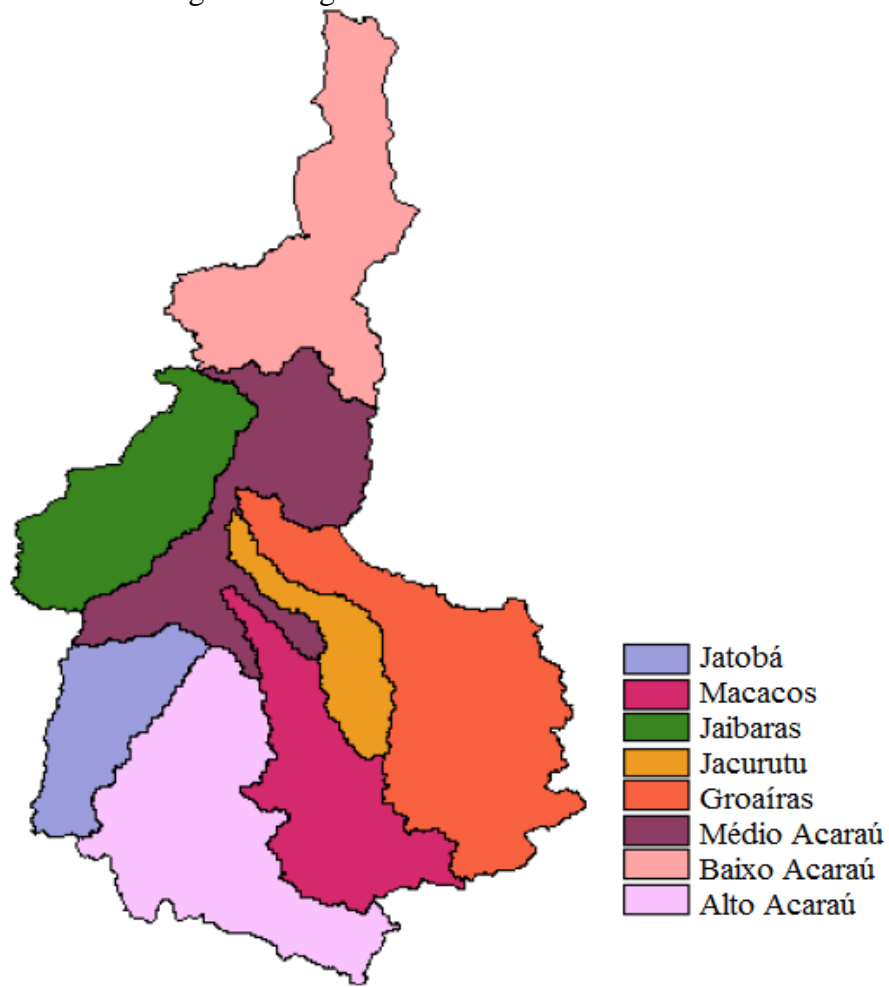 Jatobá
Macacos
Jaibaras
Jacurutu
Groaíras
Médio Acaraú
Baixo Acaraú
Alto Acaraú